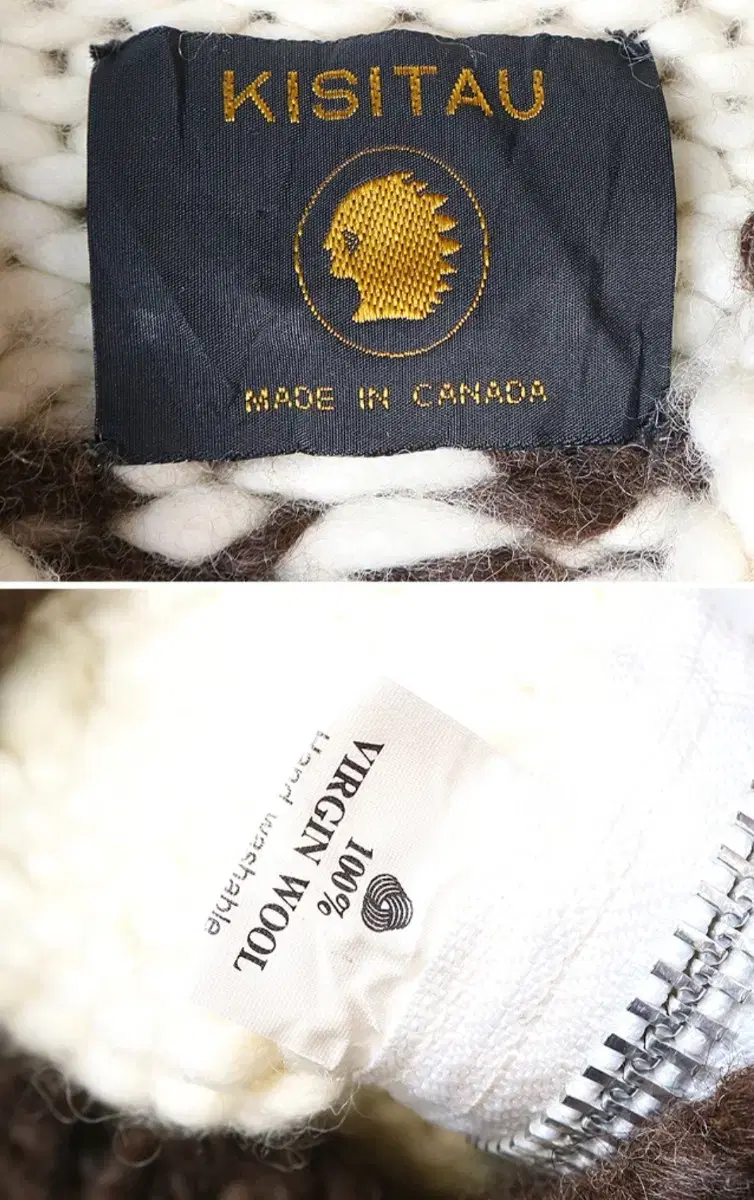 KISITAU
MADE IN CANADA
100%
VIRGIN WOOL
Hand washable